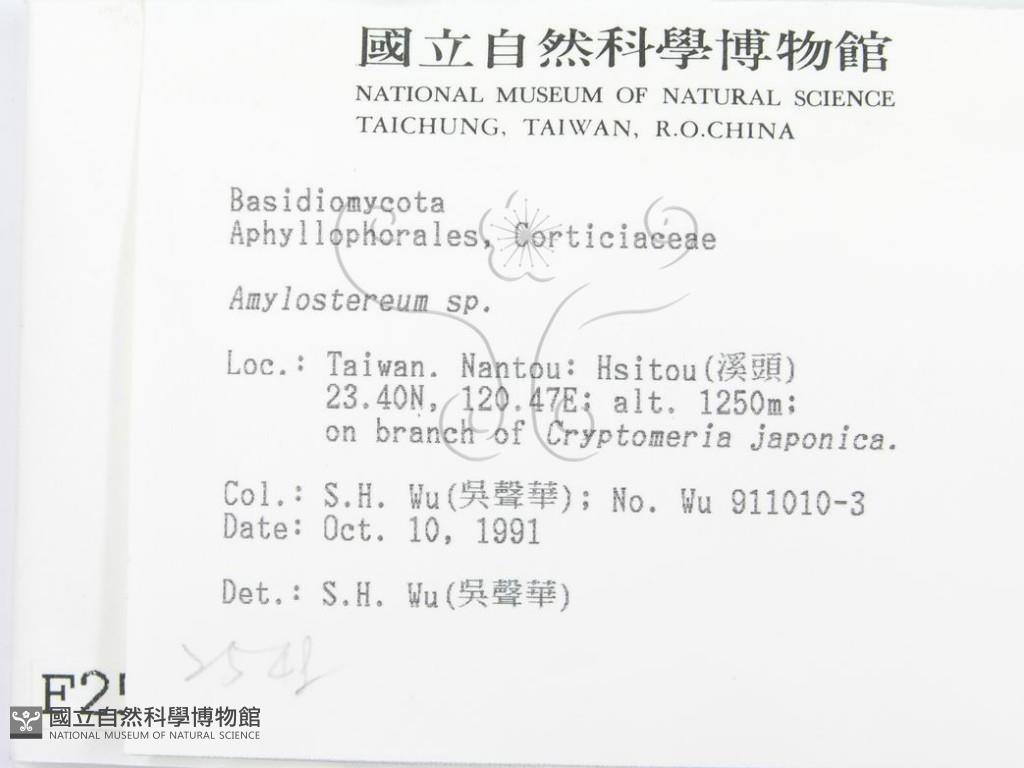 國立自然科學博物館
NATIONAL MUSEUM OF NATURAL SCIENCE
TAICHUNG, TAIWAN, R.O.CHINA
Basidiomycota
Aphyllophorales, Corticiaceae
Amylostereum sp.
Loc.: Taiwan. Nantou: Hsitou(溪頭)
23.40N, 120.47E; alt. 1250m;
on branch of Cryptomeria japonica.
Col.: S.H. Wu(吳聲華); No. Wu 911010-3
Date: Oct. 10, 1991
Det.: S.H. Wu(吳聲華)
國立自然科學博物館
NATIONAL MUSEUM OF NATURAL SCIENCE